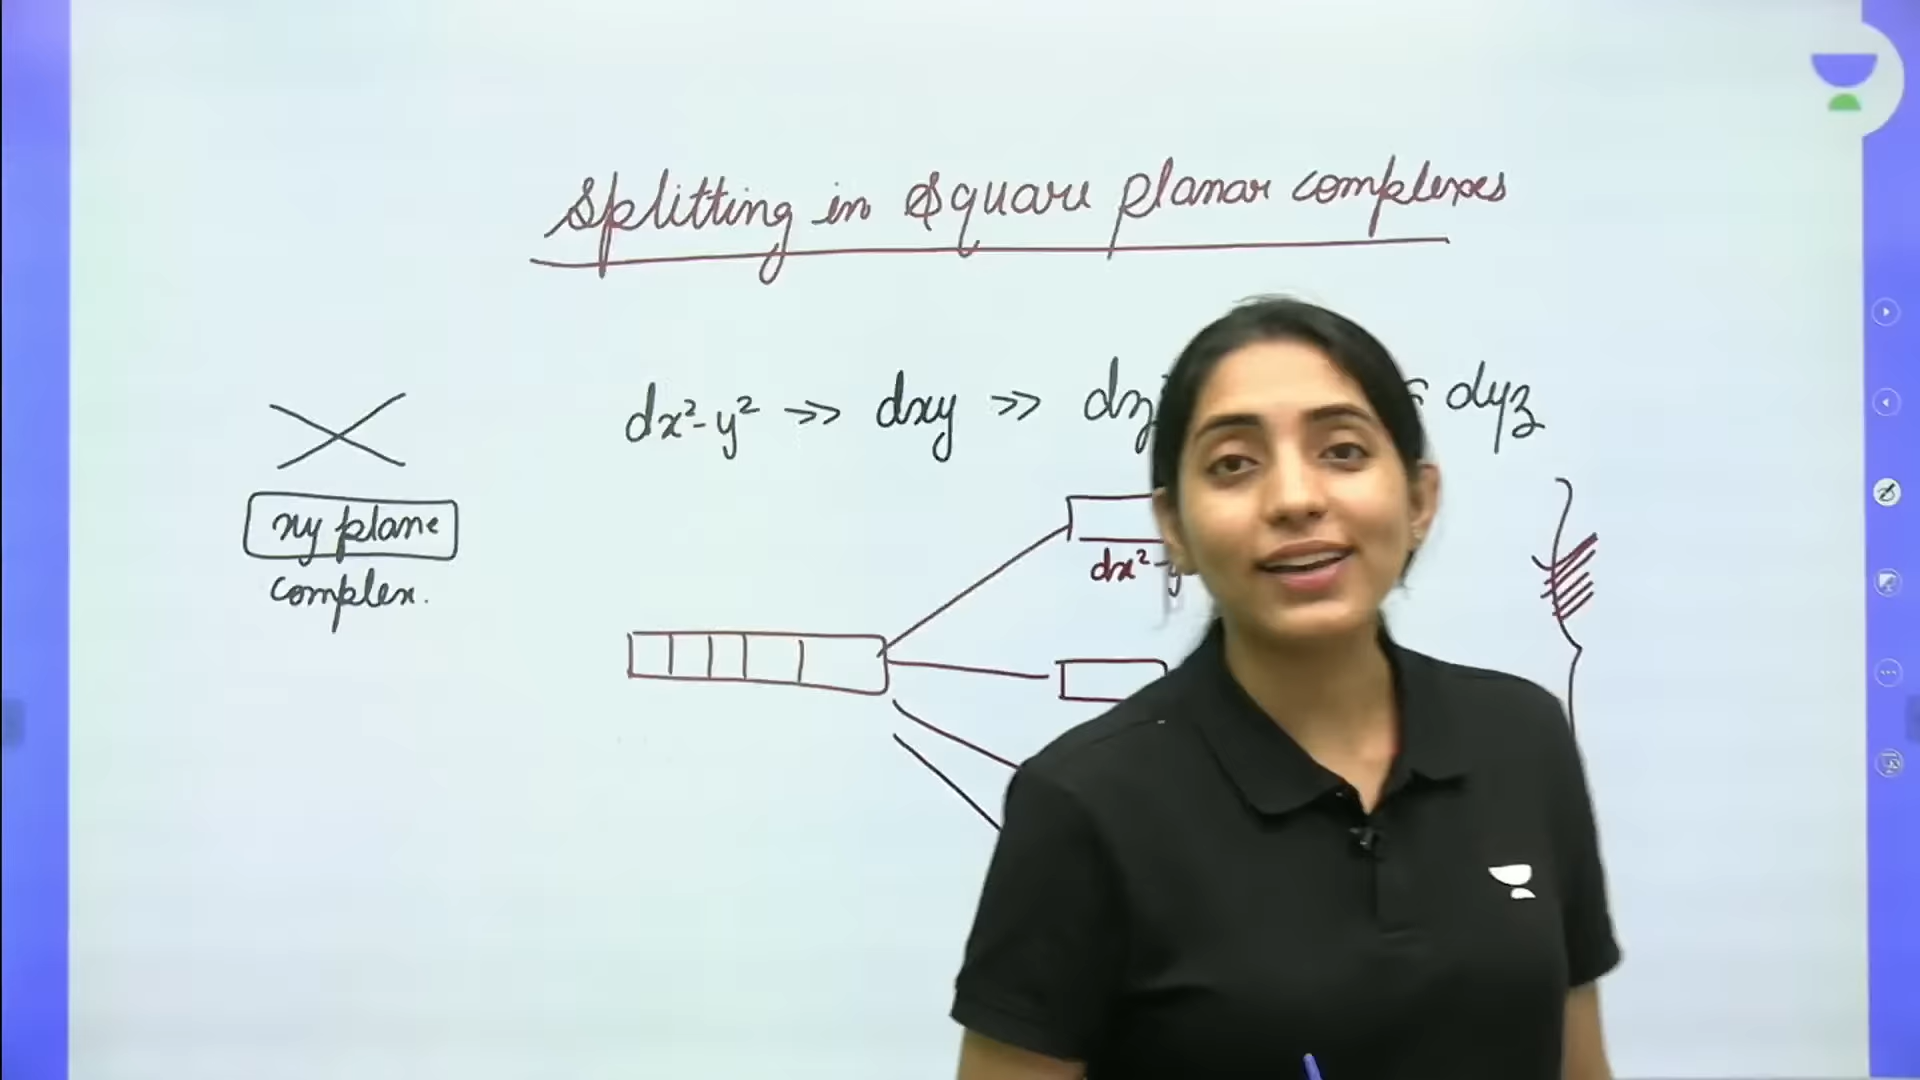 Splitting in Square planar complexes
dx²-y² >> dxy >> dz dyz
xy plane
complex.
dx²-y